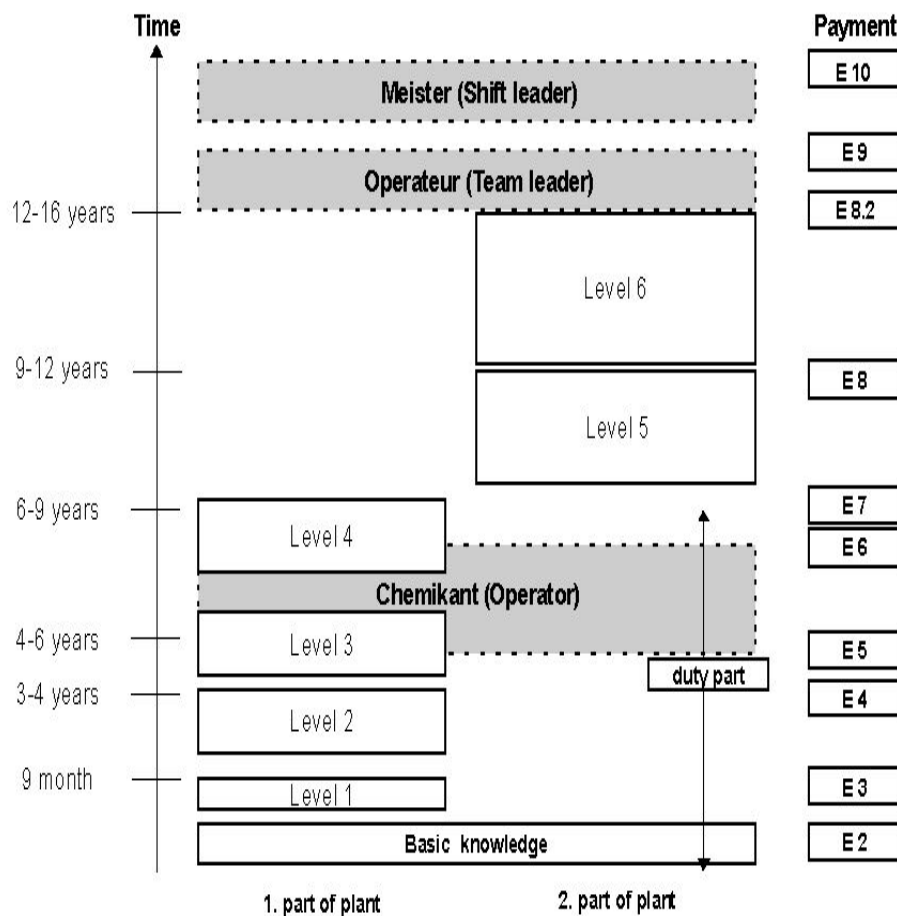 Time
Payment
Meister (Shift leader)
E 10
Operateur (Team leader)
E 9
12-16 years
E 8.2
Level 6
9-12 years
E 8
Level 5
6-9 years
E 7
Level 4
E 6
Chemikant (Operator)
4-6 years
Level 3
E 5
duty part
3-4 years
E 4
Level 2
9 month
E 3
Level 1
Basic knowledge
E 2
1. part of plant
2. part of plant